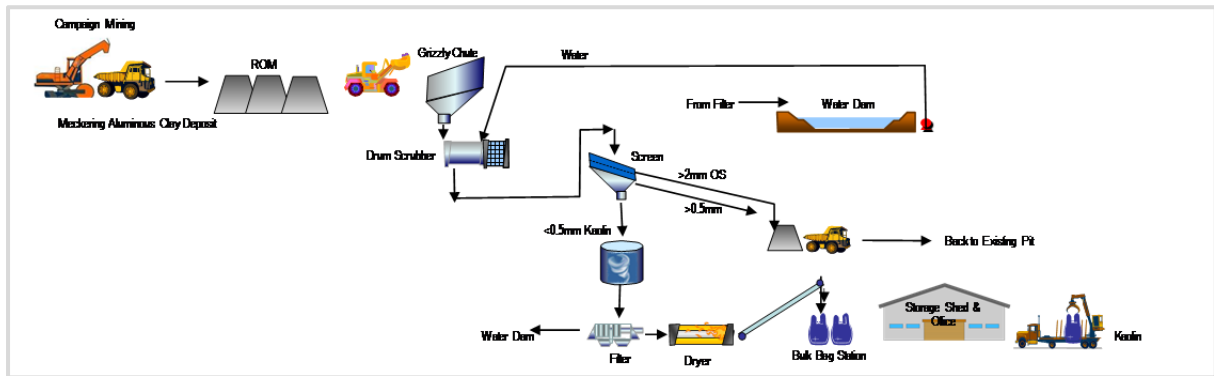 Campaign Mining
ROM
Grizzly Chute
Water
Meckering Aluminous Clay Deposit
From Filter
Water Dam
Drum Scrubber
Screen
>2mm OS
>0.5mm
<0.5mm Kaolin
Back to Existing Pit
Storage Shed &
Office
Water Dam
Filter
Dryer
Bulk Bag Station
Kaolin